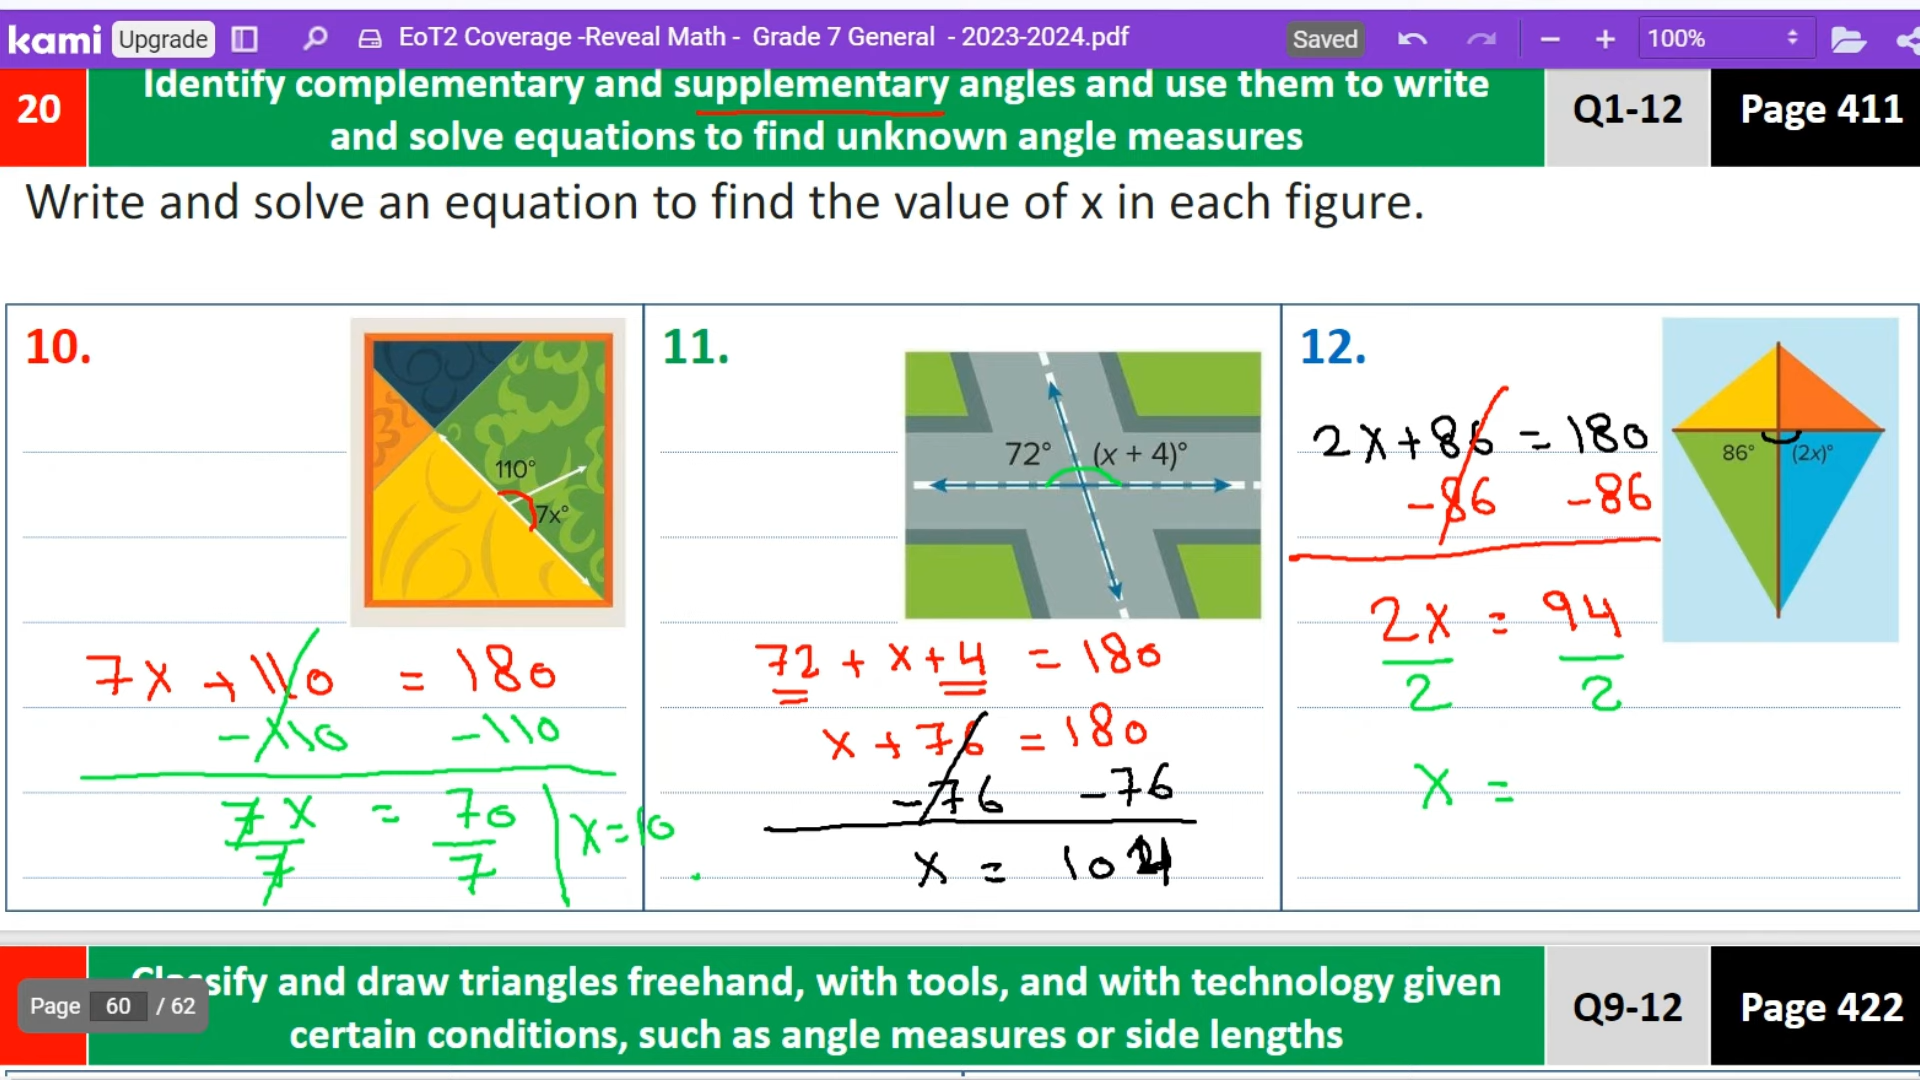 kami Upgrade EoT2 Coverage -Reveal Math - Grade 7 General - 2023-2024.pdf Saved 100%
20
Identify complementary and supplementary angles and use them to write
and solve equations to find unknown angle measures
Q1-12
Page 411
Write and solve an equation to find the value of x in each figure.
10.
110°
7x°
7x + 110 = 180
-110 -110
7x = 70
7 7
x=10
11.
72° (x + 4)°
72 + x + 4 = 180
x + 76 = 180
-76 -76
x = 104
12.
86° (2x)°
2x+86 = 180
-86 -86
2x = 94
2 2
x =
sify and draw triangles freehand, with tools, and with technology given
certain conditions, such as angle measures or side lengths
Q9-12
Page 422
Page 60 / 62